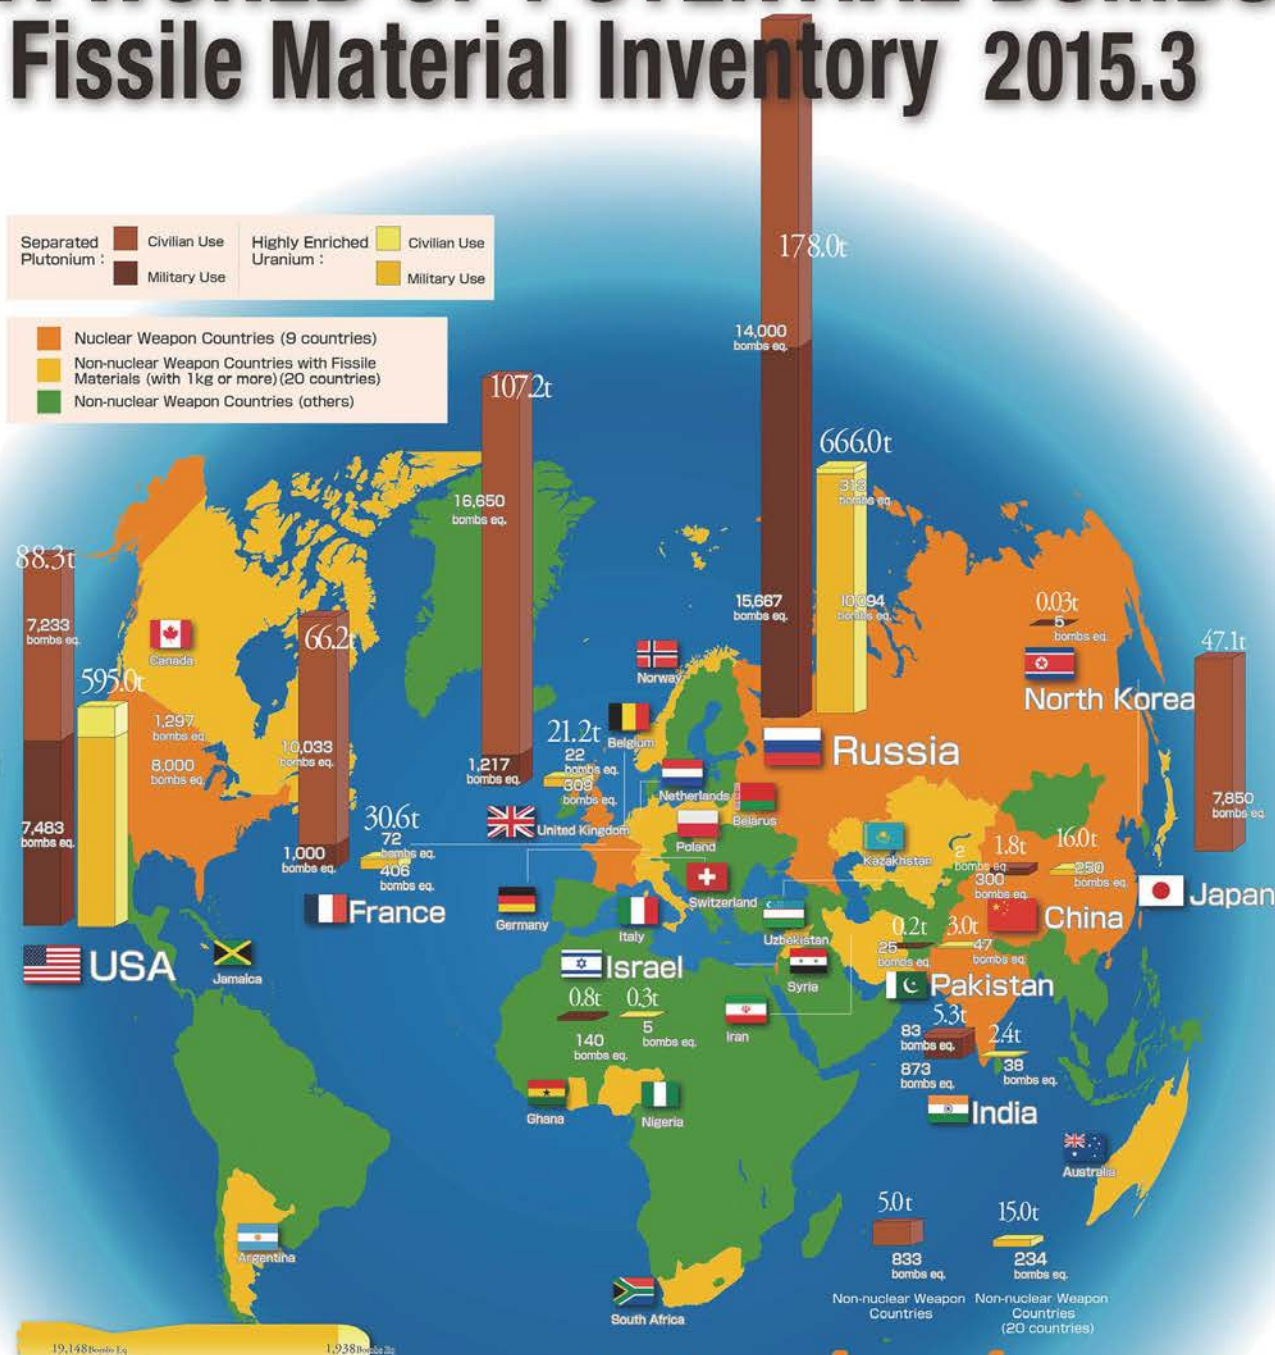 Fissile Material Inventory 2015.3
Separated Plutonium :
Civilian Use
Military Use
Highly Enriched Uranium :
Civilian Use
Military Use
Nuclear Weapon Countries (9 countries)
Non-nuclear Weapon Countries with Fissile
Materials (with 1kg or more) (20 countries)
Non-nuclear Weapon Countries (others)
178.0t
14,000
bombs eq.
15,667
bombs eq.
666.0t
313
bombs eq.
10,094
bombs eq.
Russia
107.2t
16,650
bombs eq.
1,217
bombs eq.
21.2t
22
bombs eq.
309
bombs eq.
United Kingdom
88.3t
7,233
bombs eq.
7,483
bombs eq.
595.0t
1,297
bombs eq.
8,000
bombs eq.
USA
Canada
66.2t
10,033
bombs eq.
1,000
bombs eq.
30.6t
72
bombs eq.
406
bombs eq.
France
Norway
Belgium
Netherlands
Belarus
Poland
Switzerland
Germany
Italy
Uzbekistan
Kazakhstan
Syria
Iran
0.03t
5
bombs eq.
North Korea
47.1t
7,850
bombs eq.
Japan
2
bombs eq.
1.8t
300
bombs eq.
16.0t
250
bombs eq.
China
0.2t
25
bombs eq.
3.0t
47
bombs eq.
Pakistan
5.3t
83
bombs eq.
873
bombs eq.
2.4t
38
bombs eq.
India
Israel
0.8t
140
bombs eq.
0.3t
5
bombs eq.
Jamaica
Ghana
Nigeria
Australia
Argentina
South Africa
5.0t
833
bombs eq.
Non-nuclear Weapon
Countries
15.0t
234
bombs eq.
Non-nuclear Weapon
Countries
(20 countries)
19,148 Bombs Eq
1,938 Bombs Eq